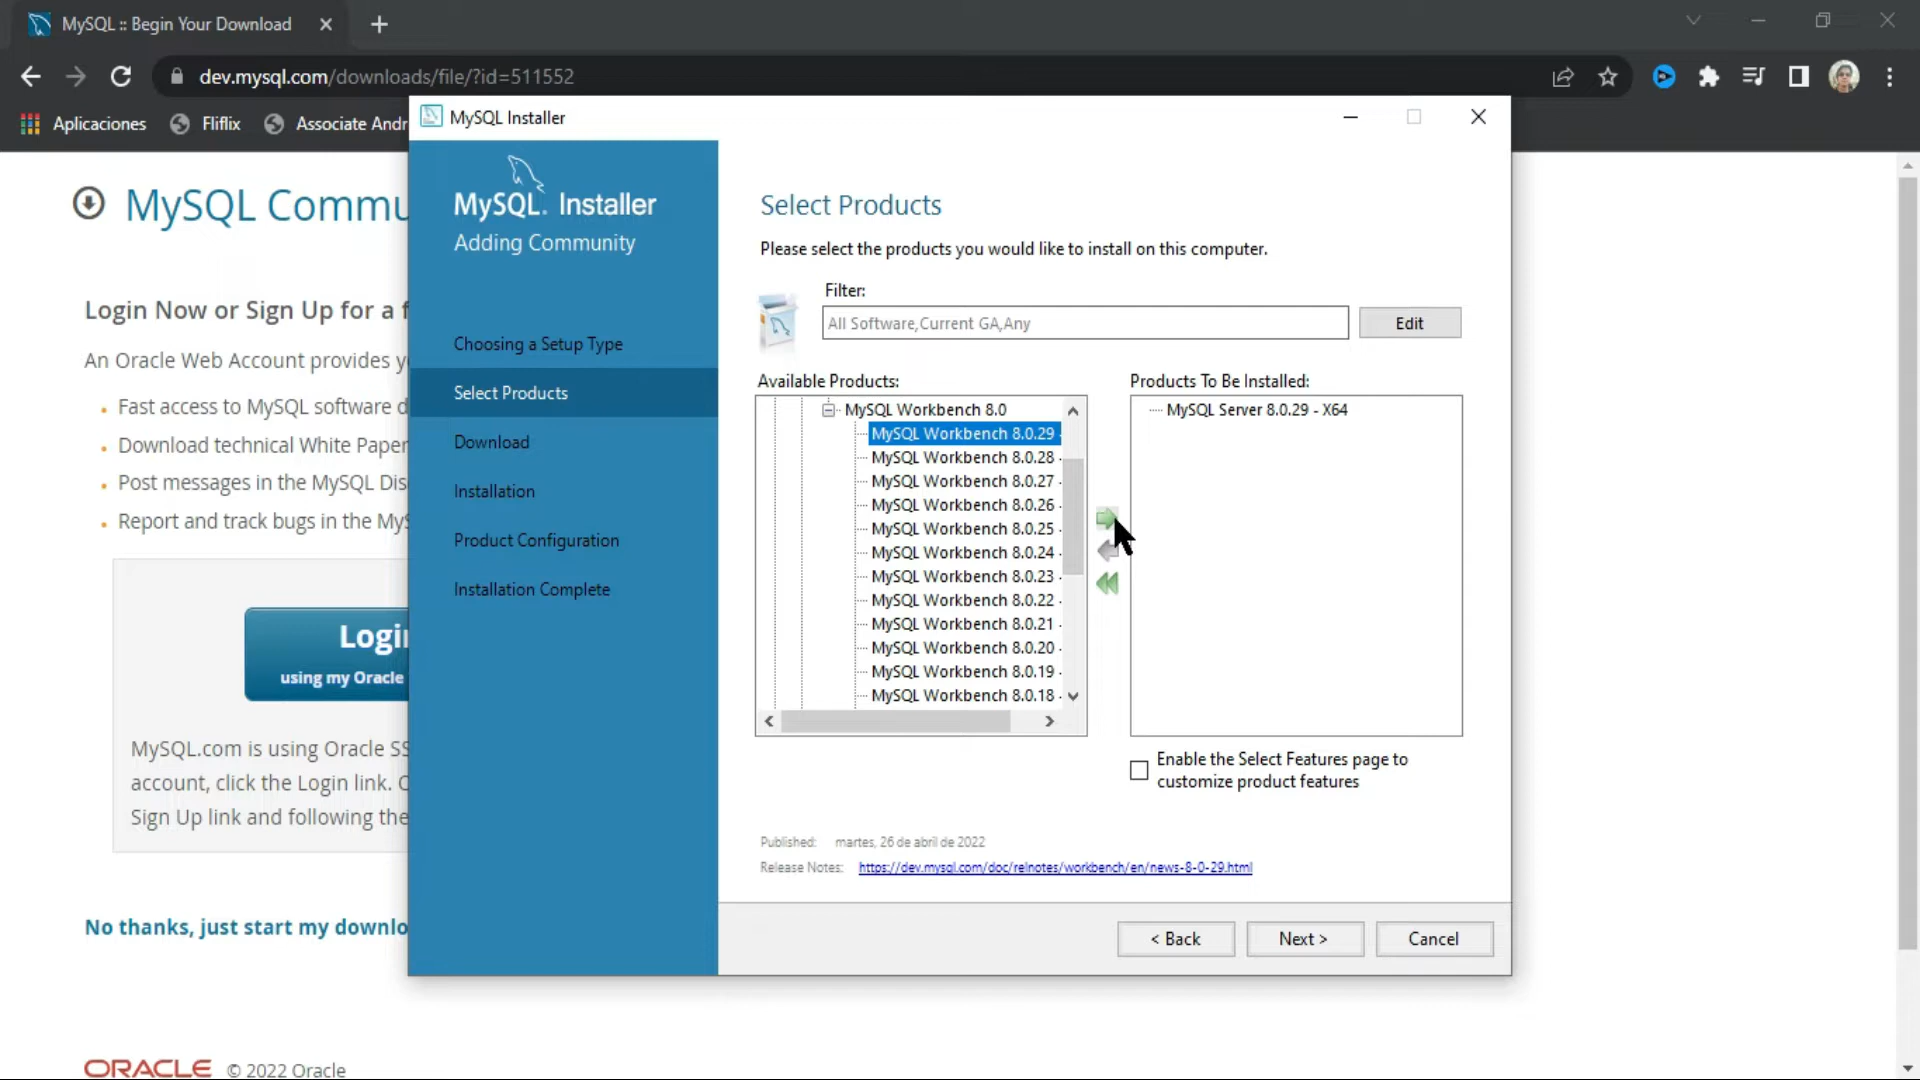 MySQL :: Begin Your Download
dev.mysql.com/downloads/file/?id=511552
Aplicaciones
Fliflix
Associate Andr
MySQL Commu
Login Now or Sign Up for a f
An Oracle Web Account provides y
Fast access to MySQL software d
Download technical White Paper
Post messages in the MySQL Dis
Report and track bugs in the MyS
Login
using my Oracle
MySQL.com is using Oracle SS
account, click the Login link. O
Sign Up link and following the
No thanks, just start my downlo
ORACLE © 2022 Oracle
MySQL Installer
MySQL. Installer
Adding Community
Choosing a Setup Type
Select Products
Download
Installation
Product Configuration
Installation Complete
Select Products
Please select the products you would like to install on this computer.
Filter:
All Software,Current GA,Any
Edit
Available Products:
MySQL Workbench 8.0
MySQL Workbench 8.0.29 -
MySQL Workbench 8.0.28 -
MySQL Workbench 8.0.27 -
MySQL Workbench 8.0.26 -
MySQL Workbench 8.0.25 -
MySQL Workbench 8.0.24 -
MySQL Workbench 8.0.23 -
MySQL Workbench 8.0.22 -
MySQL Workbench 8.0.21 -
MySQL Workbench 8.0.20 -
MySQL Workbench 8.0.19 -
MySQL Workbench 8.0.18 -
Products To Be Installed:
MySQL Server 8.0.29 - X64
Enable the Select Features page to
customize product features
Published: martes, 26 de abril de 2022
Release Notes: https://dev.mysql.com/doc/relnotes/workbench/en/news-8-0-29.html
< Back
Next >
Cancel